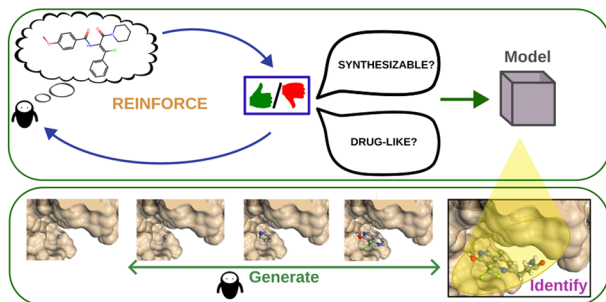 SYNTHESIZABLE?
Model
REINFORCE
/
DRUG-LIKE?
Generate
Identify